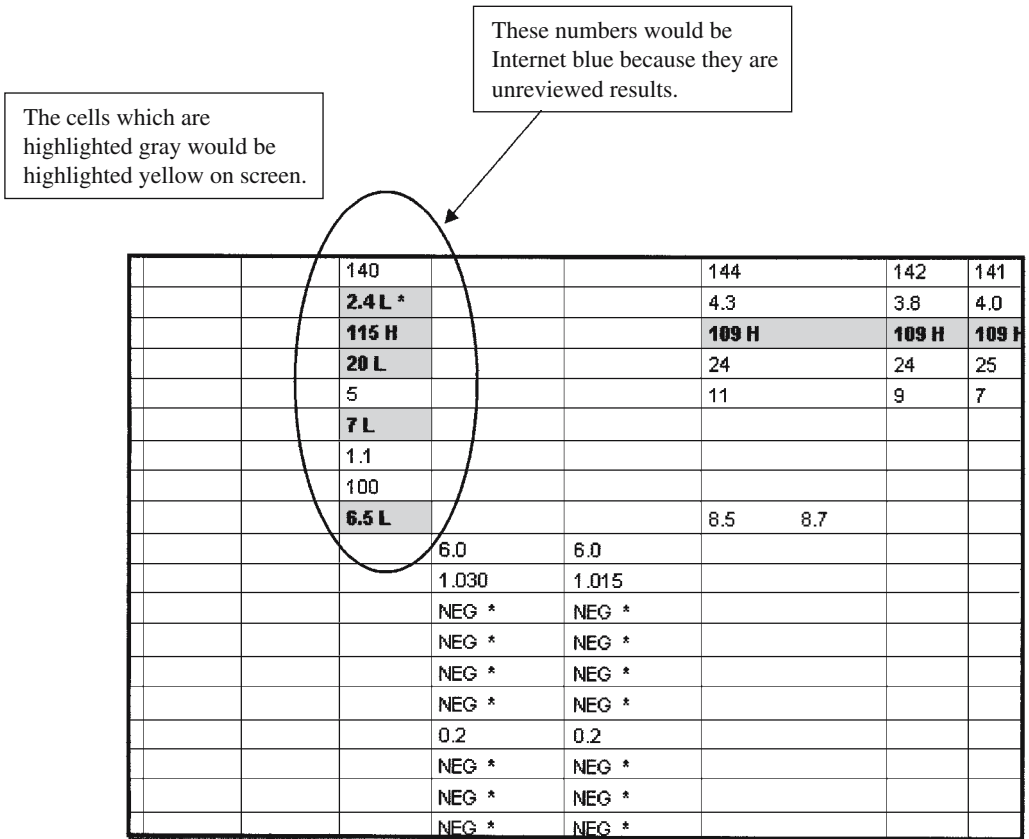 These numbers would be
Internet blue because they are
unreviewed results.
The cells which are
highlighted gray would be
highlighted yellow on screen.
140 144 142 141
2.4 L * 4.3 3.8 4.0
115 H 109 H 109 H 109 H
20 L 24 24 25
5 11 9 7
7 L
1.1
100
6.5 L 8.5 8.7
6.0 6.0
1.030 1.015
NEG * NEG *
NEG * NEG *
NEG * NEG *
NEG * NEG *
0.2 0.2
NEG * NEG *
NEG * NEG *
NEG * NEG *